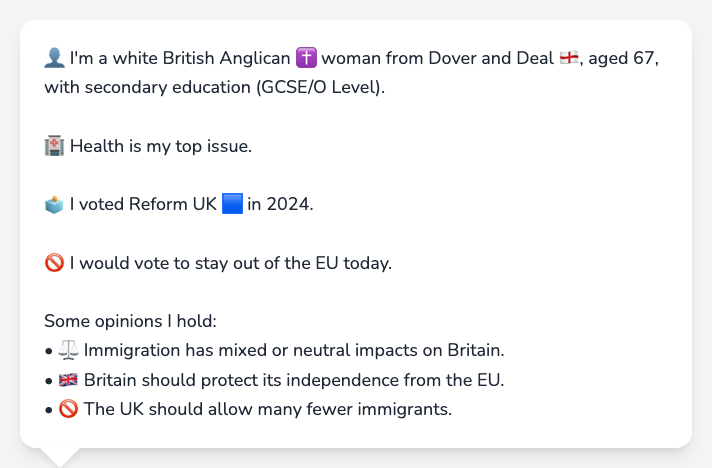 👤 I'm a white British Anglican ✝️ woman from Dover and Deal 🏴󠁧󠁢󠁥󠁮󠁧󠁿, aged 67,
with secondary education (GCSE/O Level).
🏥 Health is my top issue.
🗳️ I voted Reform UK 🟦 in 2024.
🚫 I would vote to stay out of the EU today.
Some opinions I hold:
• ⚖️ Immigration has mixed or neutral impacts on Britain.
• 🇬🇧 Britain should protect its independence from the EU.
• 🚫 The UK should allow many fewer immigrants.